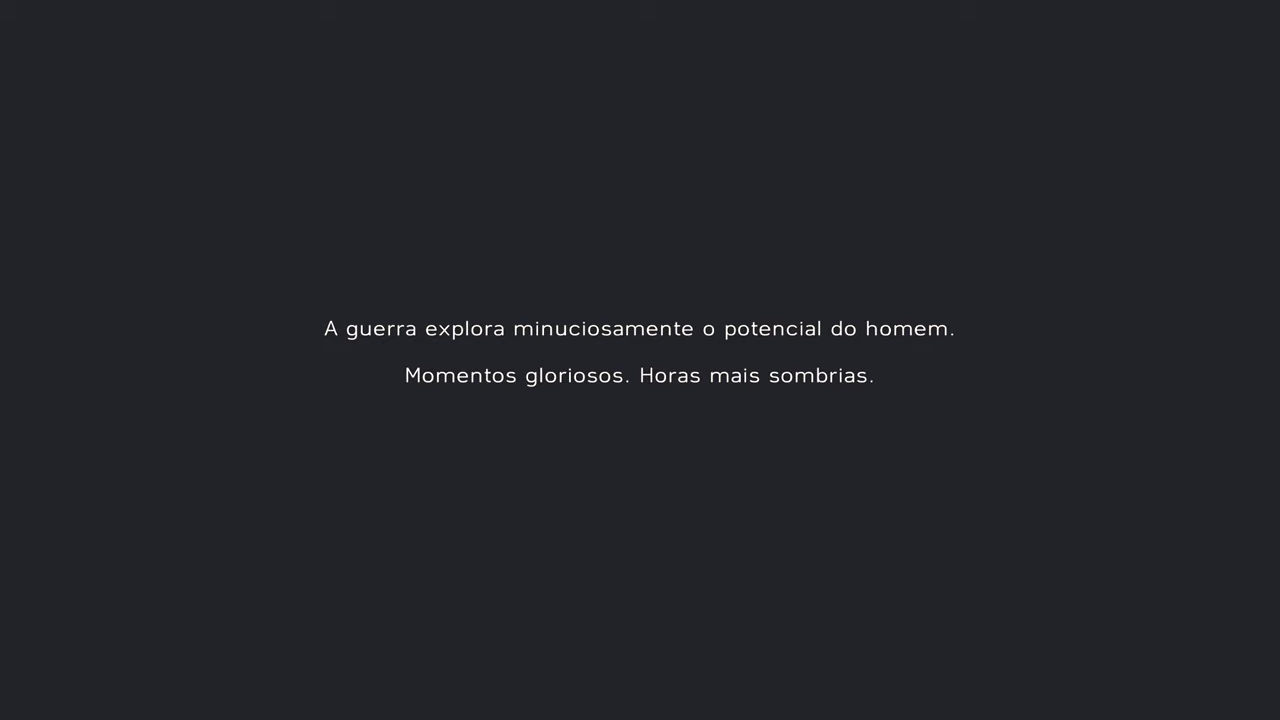 A guerra explora minuciosamente o potencial do homem.
Momentos gloriosos. Horas mais sombrias.